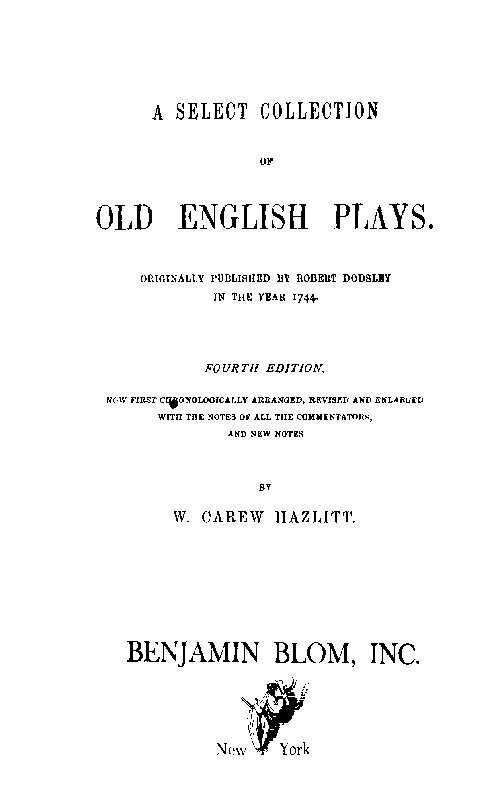 A SELECT COLLECTION
OF
OLD ENGLISH PLAYS.
ORIGINALLY PUBLISHED BY ROBERT DODSLEY
IN THE YEAR 1744.
FOURTH EDITION.
NOW FIRST CHRONOLOGICALLY ARRANGED, REVISED AND ENLARGED
WITH THE NOTES OF ALL THE COMMENTATORS,
AND NEW NOTES
BY
W. CAREW HAZLITT.
BENJAMIN BLOM, INC.
New York